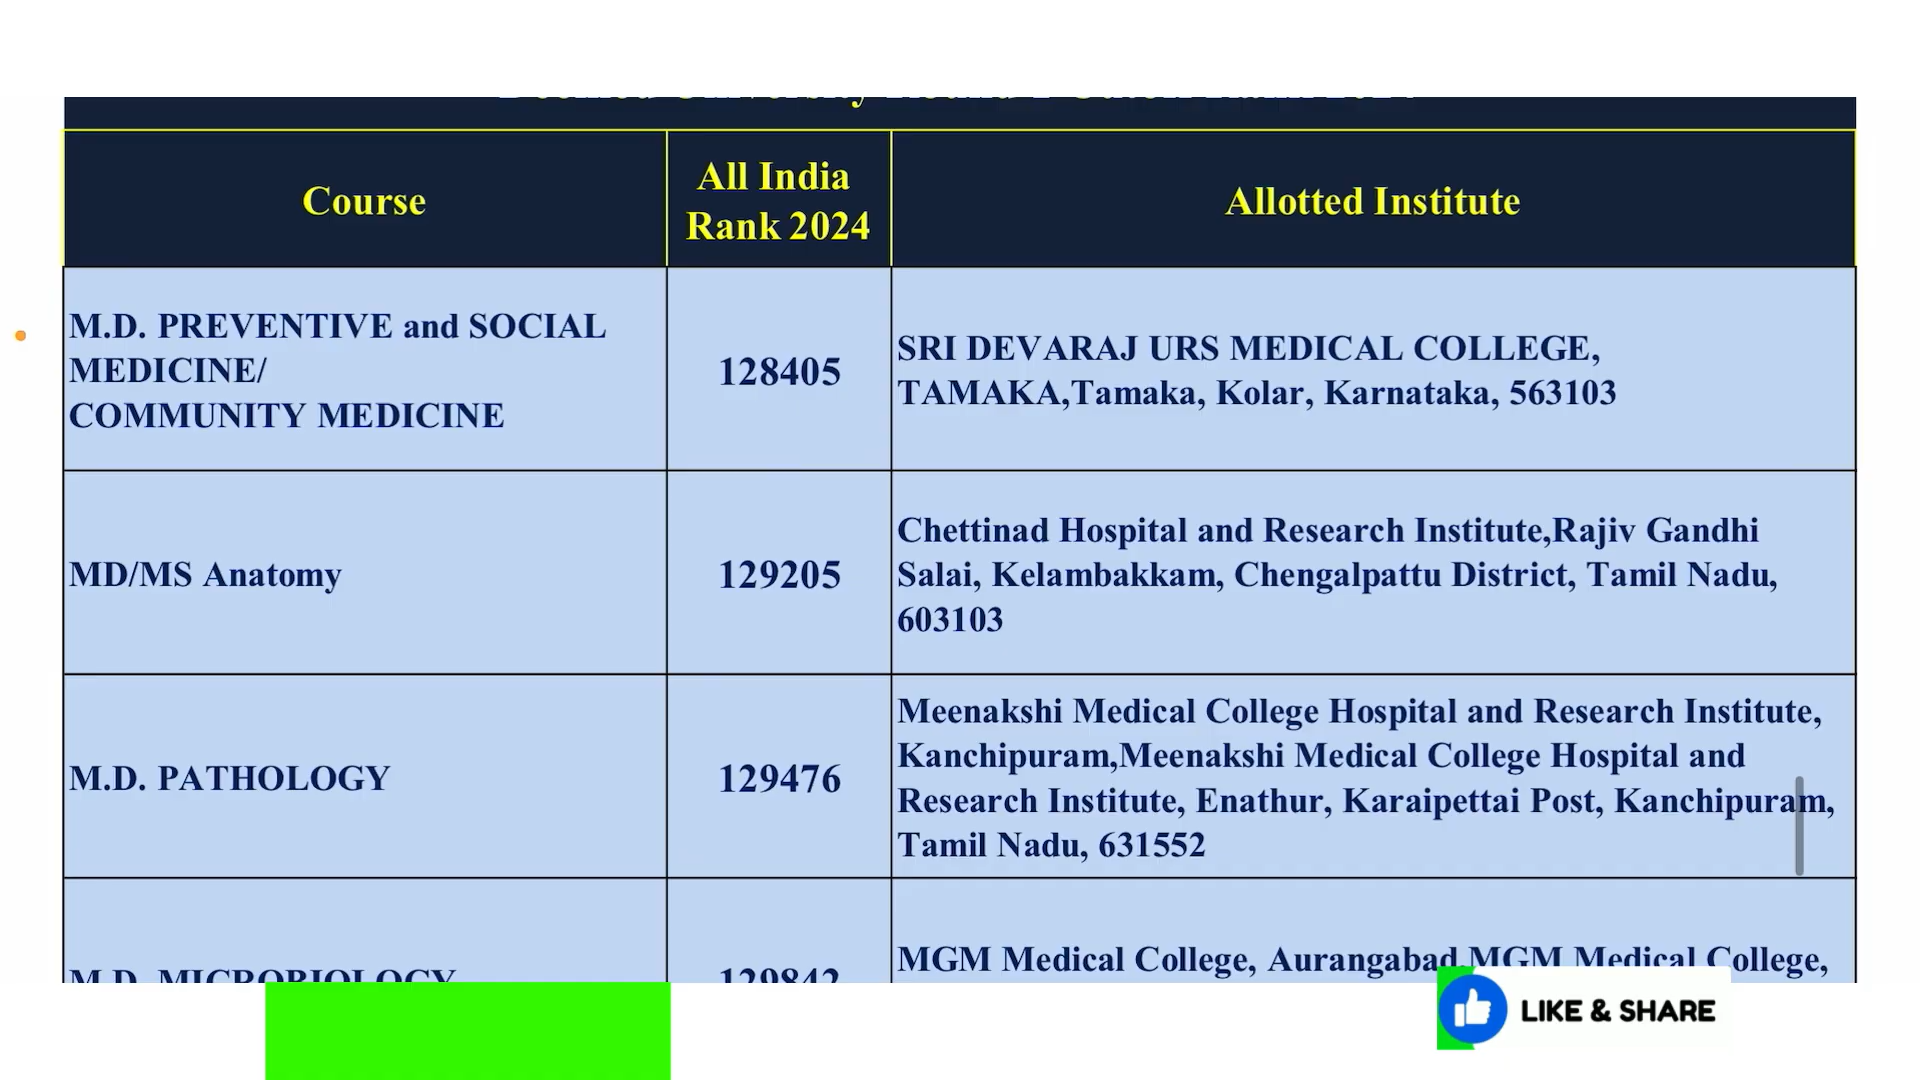 Course
All India
Rank 2024
Allotted Institute
M.D. PREVENTIVE and SOCIAL
MEDICINE/
COMMUNITY MEDICINE
128405
SRI DEVARAJ URS MEDICAL COLLEGE,
TAMAKA,Tamaka, Kolar, Karnataka, 563103
MD/MS Anatomy
129205
Chettinad Hospital and Research Institute,Rajiv Gandhi
Salai, Kelambakkam, Chengalpattu District, Tamil Nadu,
603103
M.D. PATHOLOGY
129476
Meenakshi Medical College Hospital and Research Institute,
Kanchipuram,Meenakshi Medical College Hospital and
Research Institute, Enathur, Karaipettai Post, Kanchipuram,
Tamil Nadu, 631552
M.D. MICROBIOLOGY
129842
MGM Medical College, Aurangabad,MGM Medical College,
LIKE & SHARE